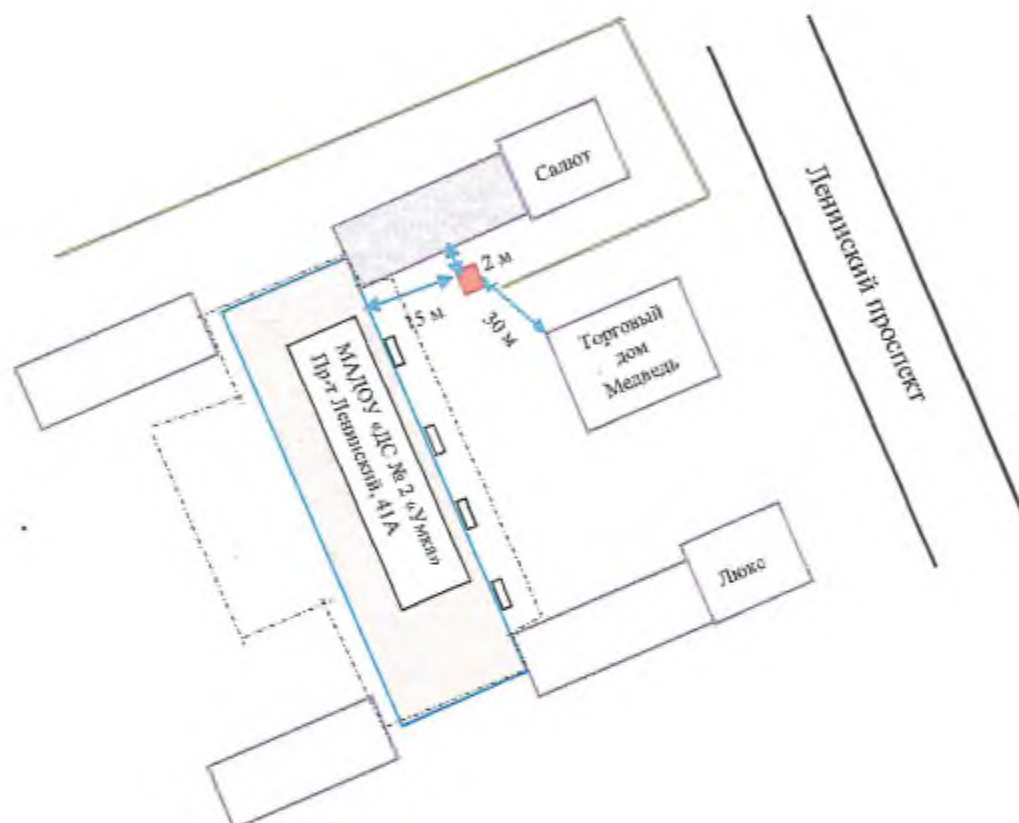 Салют
Ленинский проспект
2 м
15 м
30 м
Торговый
дом
Медведь
МАДОУ «ДС № 2 «Умка»
Пр-т Ленинский, 41А
Люкс